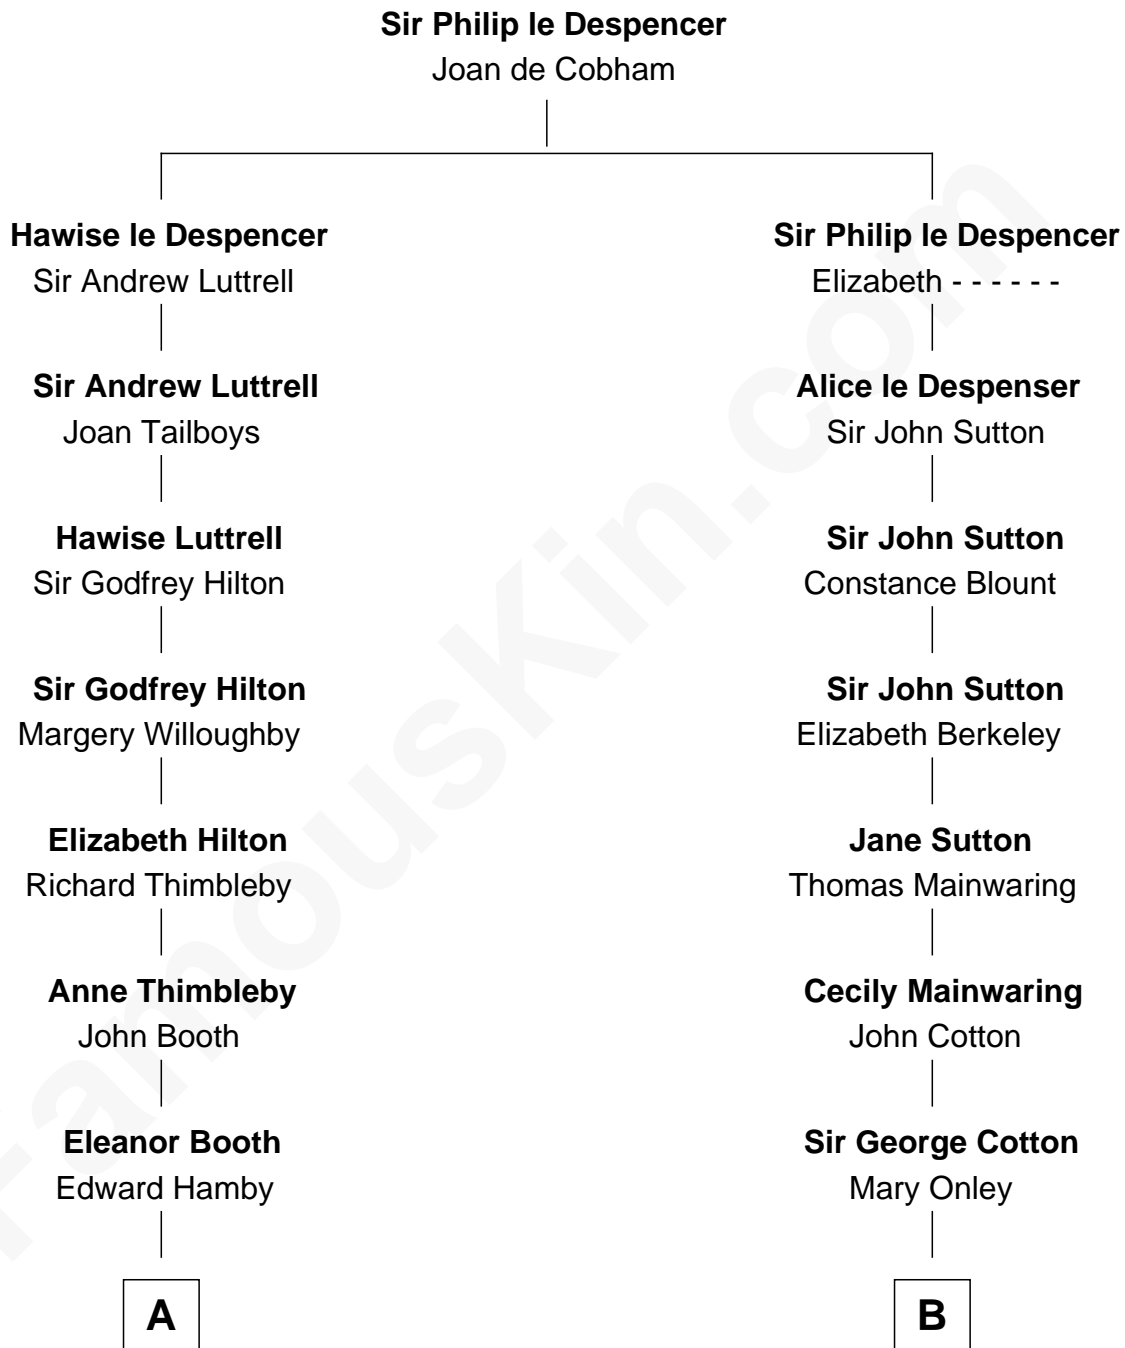 Sir Philip le Despencer
Joan de Cobham
Hawise le Despencer
Sir Andrew Luttrell
Sir Philip le Despencer
Elizabeth - - - - - -
Sir Andrew Luttrell
Joan Tailboys
Alice le Despenser
Sir John Sutton
Hawise Luttrell
Sir Godfrey Hilton
Sir John Sutton
Constance Blount
Sir Godfrey Hilton
Margery Willoughby
Sir John Sutton
Elizabeth Berkeley
Elizabeth Hilton
Richard Thimbleby
Jane Sutton
Thomas Mainwaring
Anne Thimbleby
John Booth
Cecily Mainwaring
John Cotton
Eleanor Booth
Edward Hamby
Sir George Cotton
Mary Onley
A
B
FamousKin.com